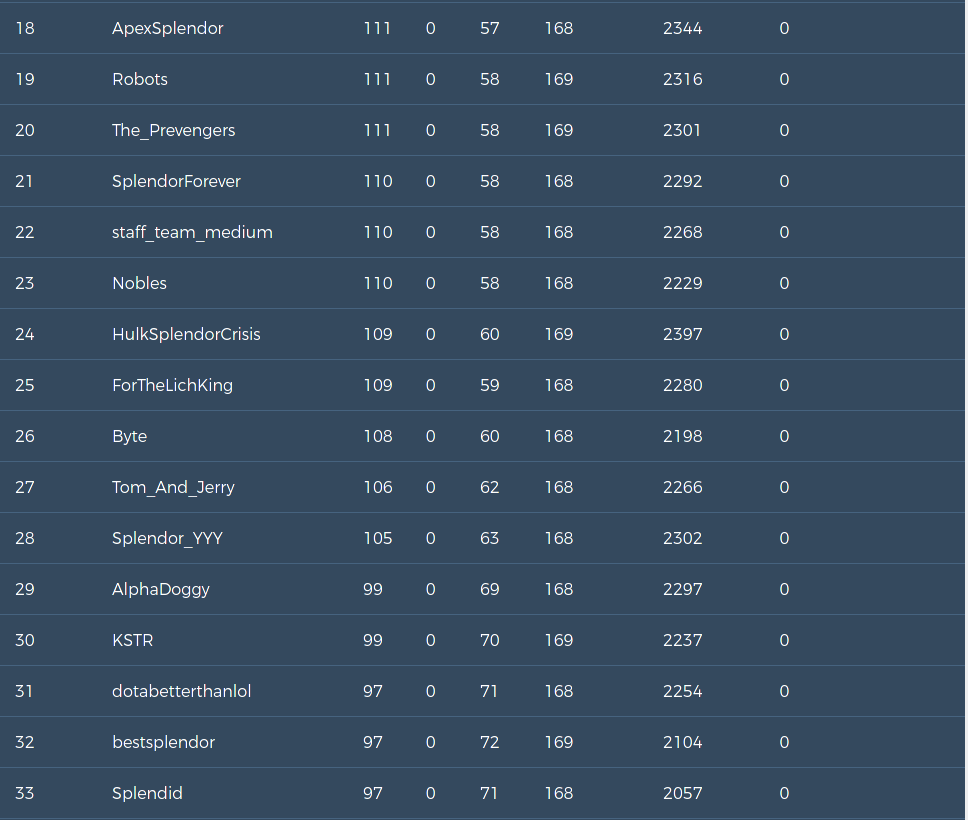 18 ApexSplendor 111 0 57 168 2344 0
19 Robots 111 0 58 169 2316 0
20 The_Prevengers 111 0 58 169 2301 0
21 SplendorForever 110 0 58 168 2292 0
22 staff_team_medium 110 0 58 168 2268 0
23 Nobles 110 0 58 168 2229 0
24 HulkSplendorCrisis 109 0 60 169 2397 0
25 ForTheLichKing 109 0 59 168 2280 0
26 Byte 108 0 60 168 2198 0
27 Tom_And_Jerry 106 0 62 168 2266 0
28 Splendor_YYY 105 0 63 168 2302 0
29 AlphaDoggy 99 0 69 168 2297 0
30 KSTR 99 0 70 169 2237 0
31 dotabetterthanlol 97 0 71 168 2254 0
32 bestsplendor 97 0 72 169 2104 0
33 Splendid 97 0 71 168 2057 0